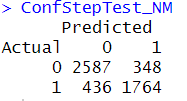 > ConfStepTest_NM
Predicted
Actual 0 1
0 2587 348
1 436 1764